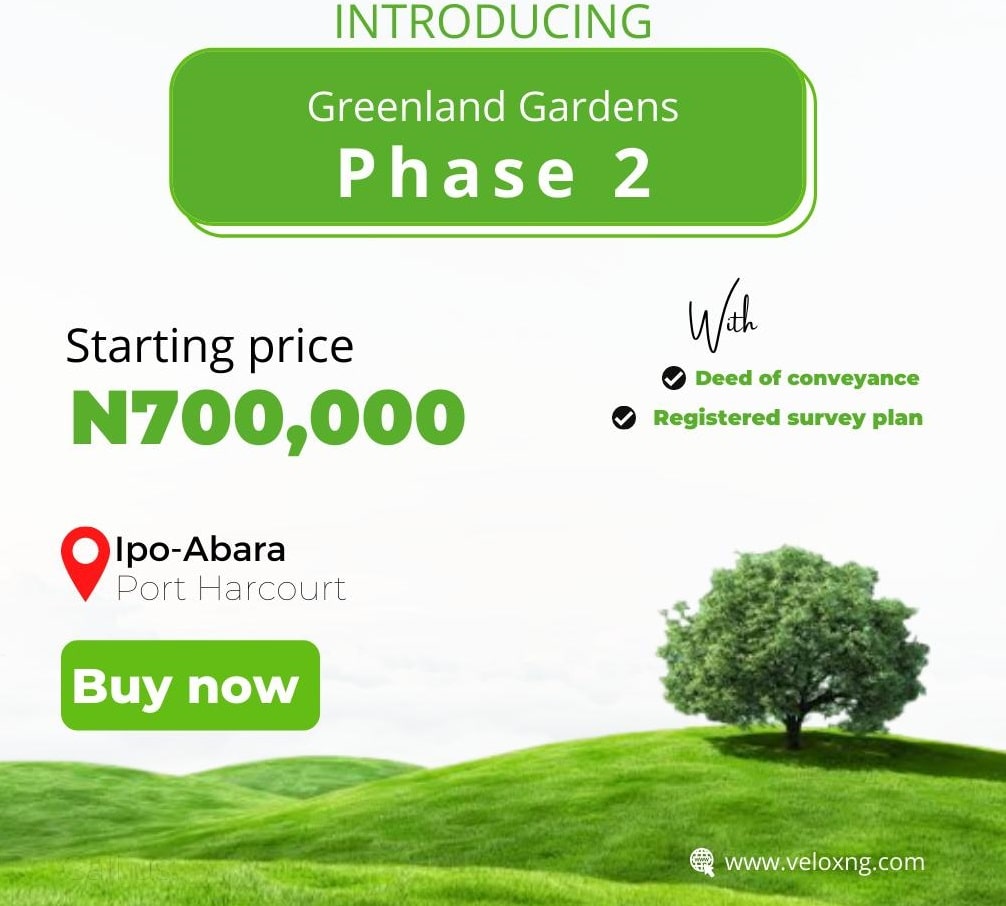 INTRODUCING
Greenland Gardens
Phase 2
Starting price
N700,000
With
Deed of conveyance
Registered survey plan
Ipo-Abara
Port Harcourt
Buy now
www.veloxng.com